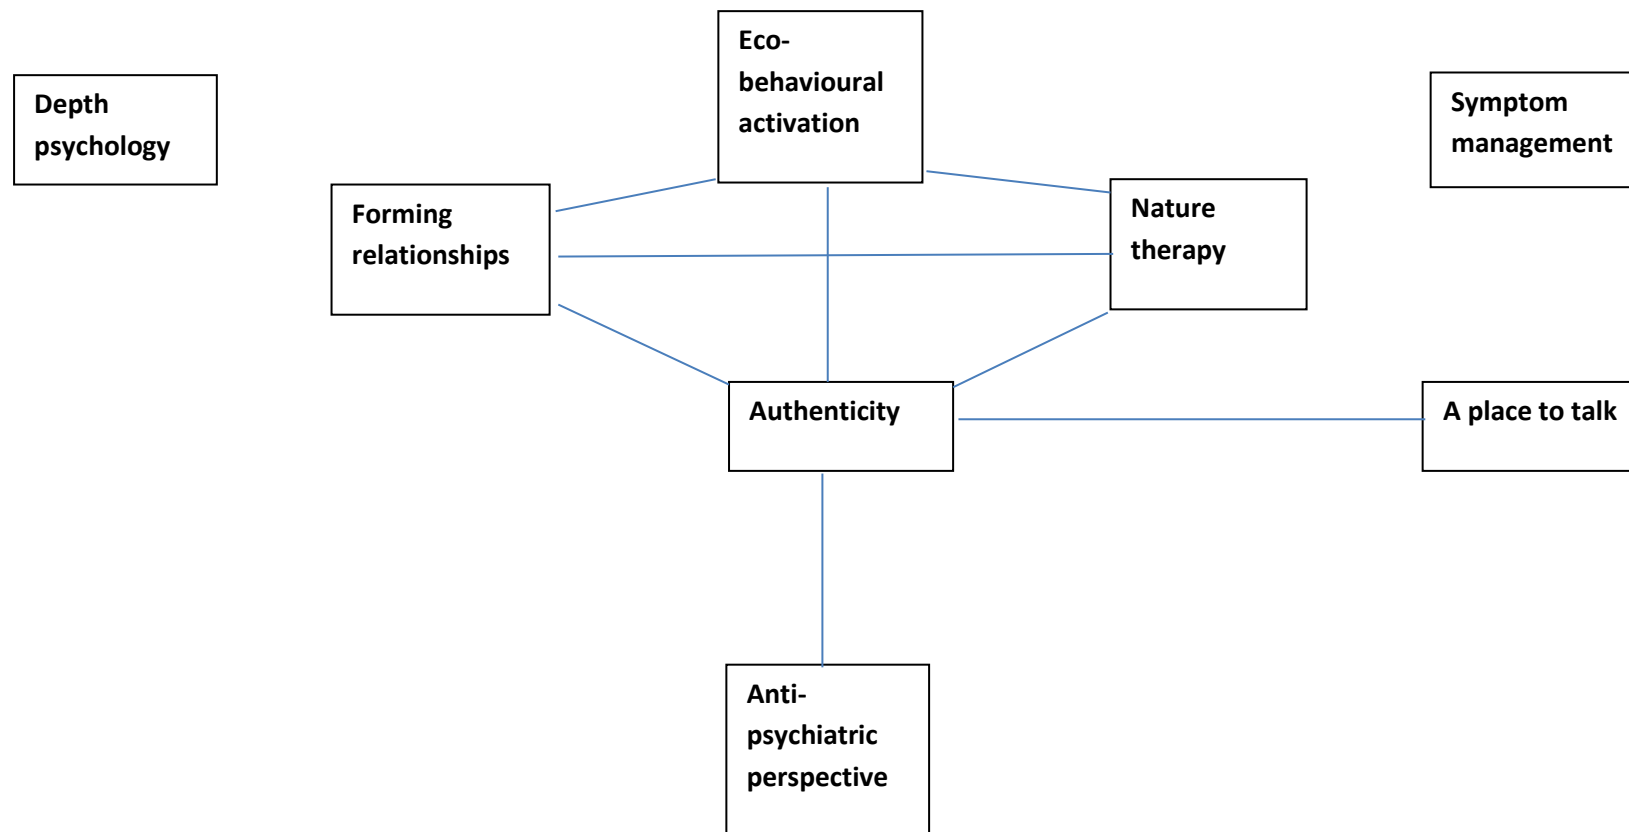 Eco-
behavioural
activation
Depth
psychology
Symptom
management
Forming
relationships
Nature
therapy
Authenticity
A place to talk
Anti-
psychiatric
perspective